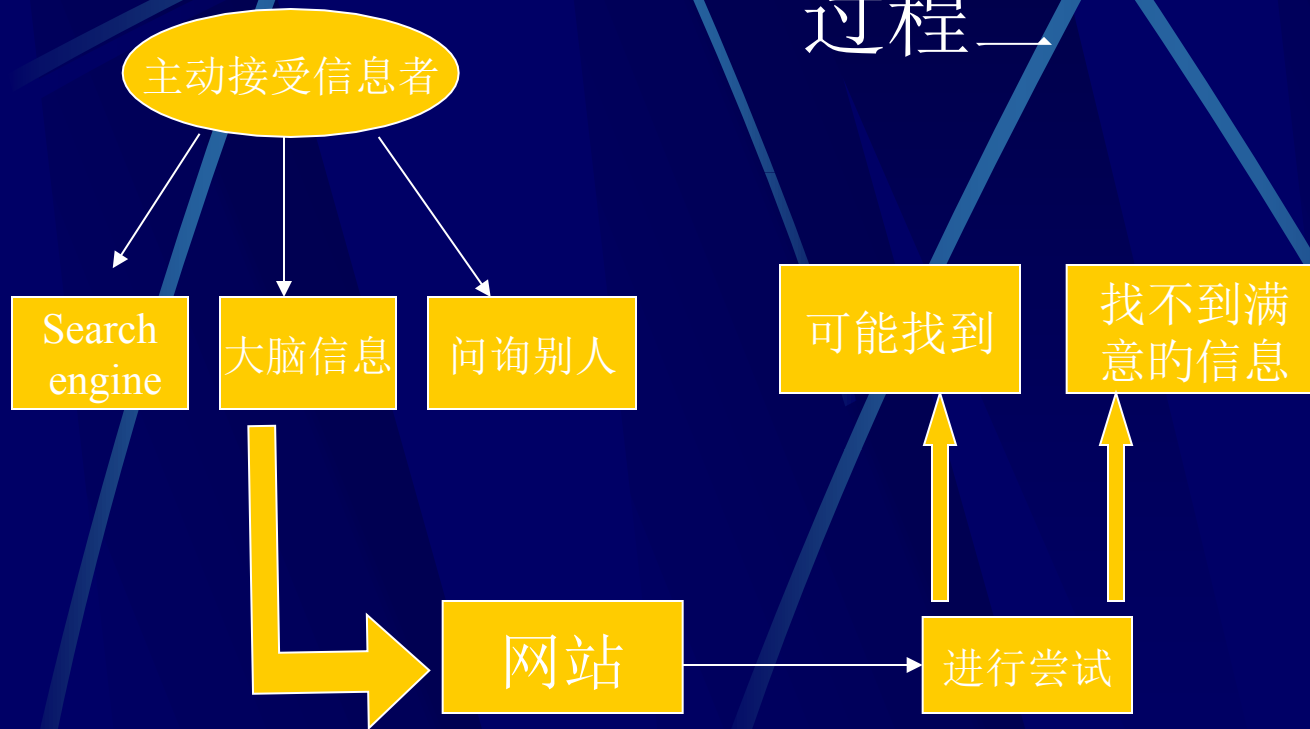 过程二
主动接受信息者
Search
engine
大脑信息
问询别人
可能找到
找不到满
意旳信息
网站
进行尝试